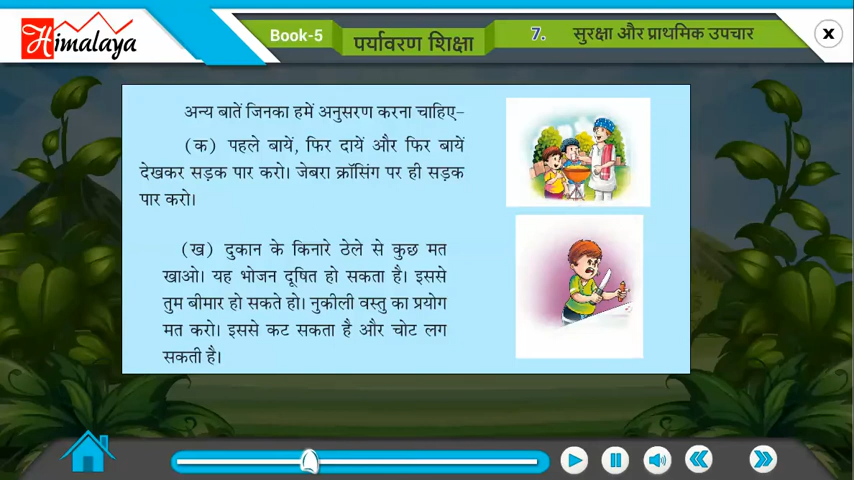 Himalaya
Book-5
पर्यावरण शिक्षा
7. सुरक्षा और प्राथमिक उपचार
X
अन्य बातें जिनका हमें अनुसरण करना चाहिए–
(क) पहले बायें, फिर दायें और फिर बायें
देखकर सड़क पार करो। जेबरा क्रॉसिंग पर ही सड़क
पार करो।
(ख) दुकान के किनारे ठेले से कुछ मत
खाओ। यह भोजन दूषित हो सकता है। इससे
तुम बीमार हो सकते हो। नुकीली वस्तु का प्रयोग
मत करो। इससे कट सकता है और चोट लग
सकती है।